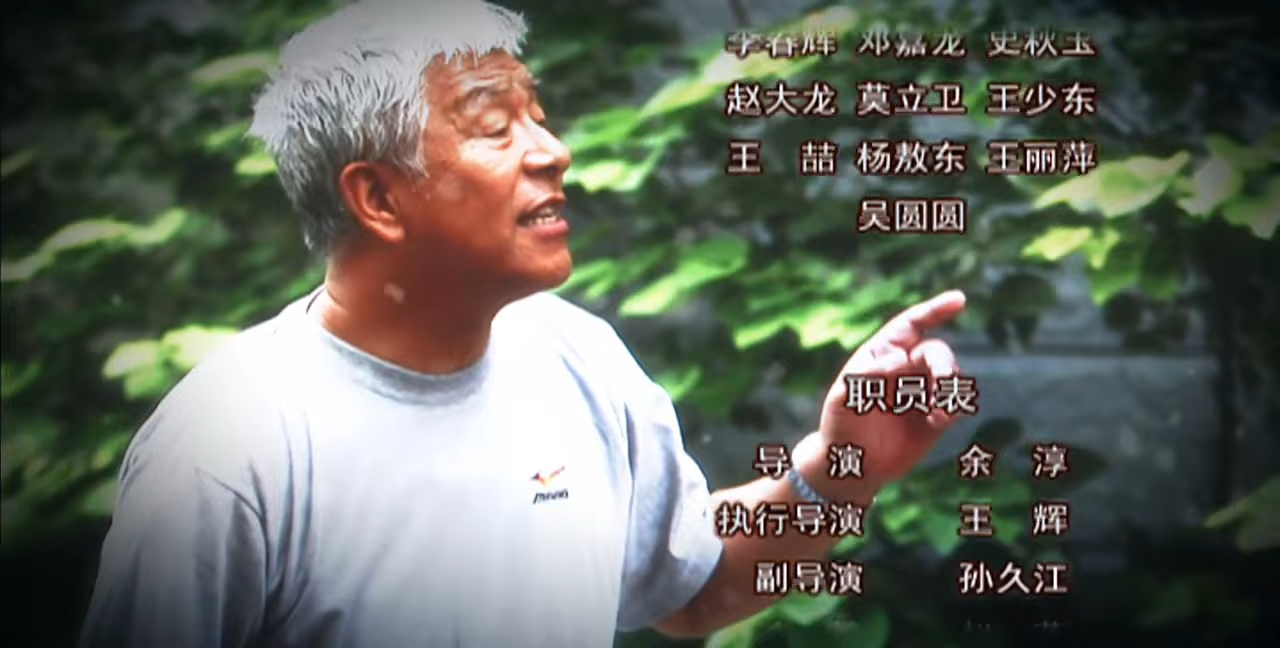 李春辉 邓嘉龙 史秋玉
赵大龙 莫立卫 王少东
王 喆 杨敖东 王丽萍
吴圆圆
职员表
导 演 余 淳
执行导演 王 辉
副导演 孙久江